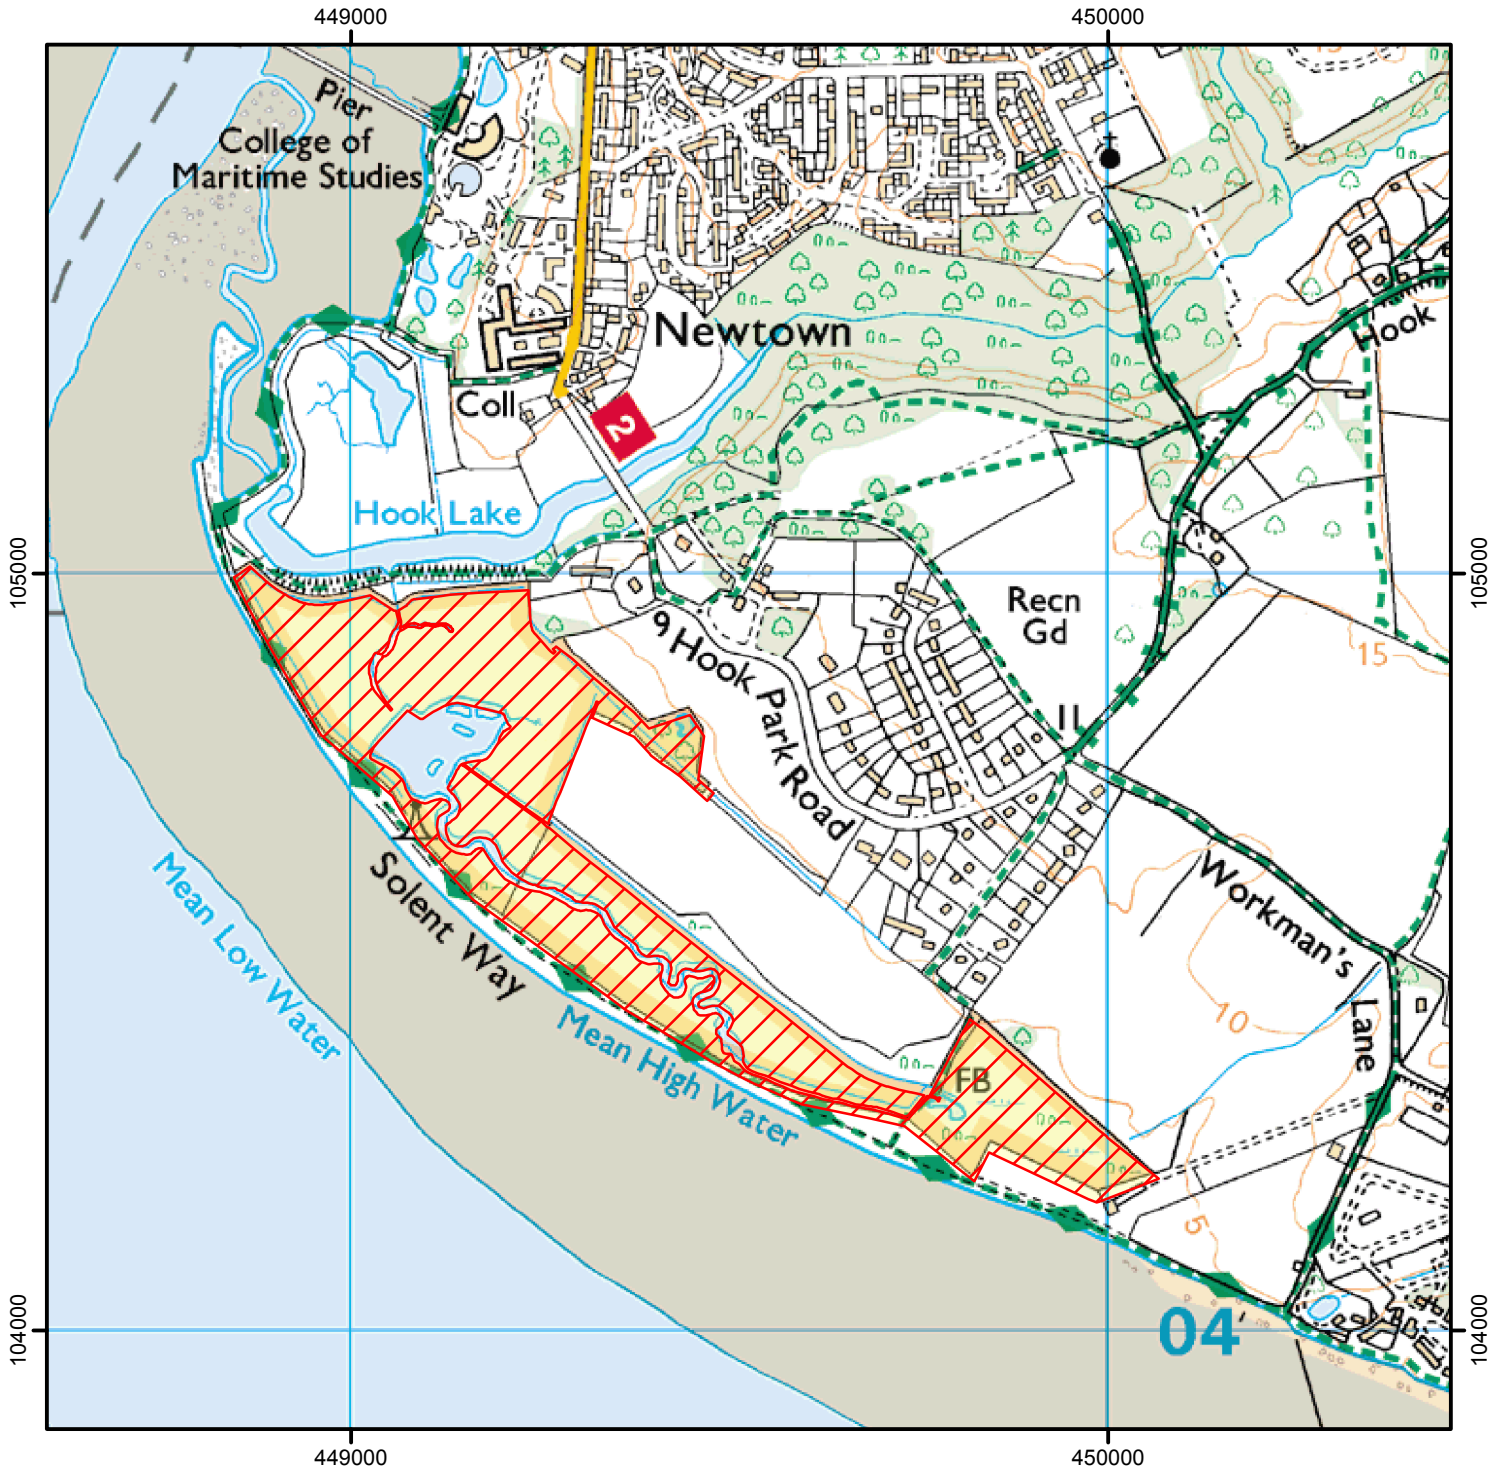 449000
450000
Pier
College of
Maritime Studies
Newtown
Hook
Coll
2
Hook Lake
105000
105000
Recn
Gd
9 Hook Park Road
11
15
Solent Way
Workman's
Lane
Mean Low Water
10
Mean High Water
FB
5
04
104000
104000
449000
450000